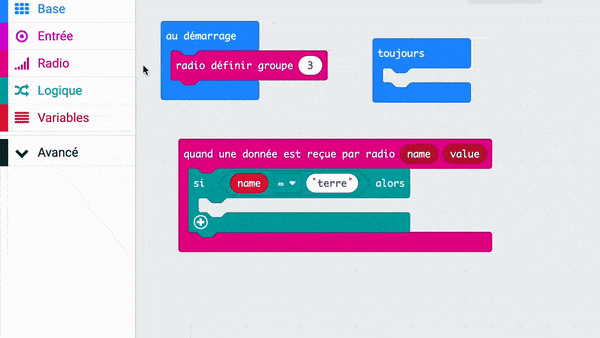 Base
Entrée
Radio
Logique
Variables
Avancé
au démarrage
radio définir groupe 3
toujours
quand une donnée est reçue par radio name value
si name = "terre" alors